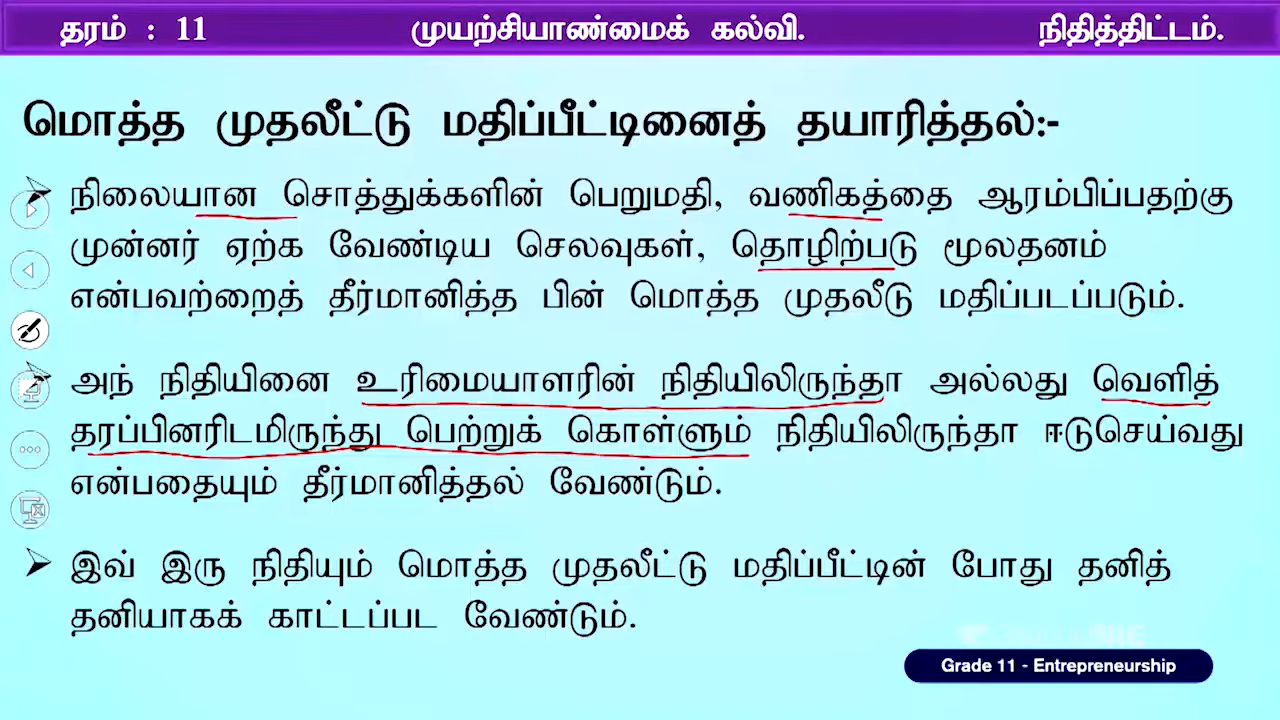 தரம் : 11 முயற்சியாண்மைக் கல்வி. நிதித்திட்டம்.
மொத்த முதலீட்டு மதிப்பீட்டினைத் தயாரித்தல்:-
நிலையான சொத்துக்களின் பெறுமதி, வணிகத்தை ஆரம்பிப்பதற்கு
முன்னர் ஏற்க வேண்டிய செலவுகள், தொழிற்படு மூலதனம்
என்பவற்றைத் தீர்மானித்த பின் மொத்த முதலீடு மதிப்படப்படும்.
அந் நிதியினை உரிமையாளரின் நிதியிலிருந்தா அல்லது வெளித்
தரப்பினரிடமிருந்து பெற்றுக் கொள்ளும் நிதியிலிருந்தா ஈடுசெய்வது
என்பதையும் தீர்மானித்தல் வேண்டும்.
இவ் இரு நிதியும் மொத்த முதலீட்டு மதிப்பீட்டின் போது தனித்
தனியாகக் காட்டப்பட வேண்டும்.
Grade 11 - Entrepreneurship